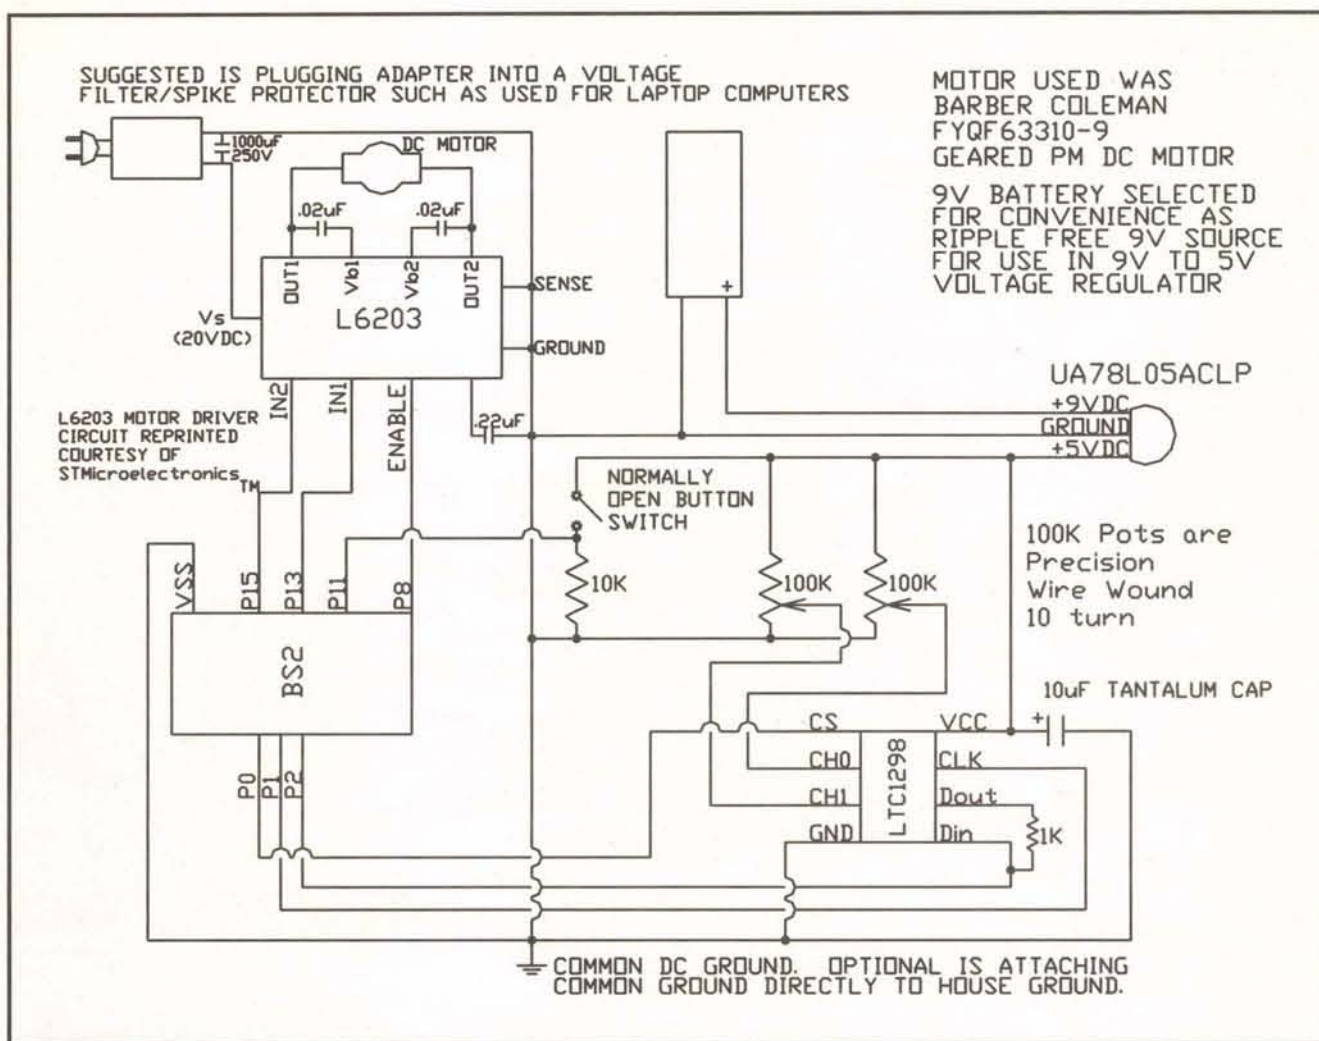 SUGGESTED IS PLUGGING ADAPTER INTO A VOLTAGE
FILTER/SPIKE PROTECTOR SUCH AS USED FOR LAPTOP COMPUTERS
1000uF
250V
DC MOTOR
.02uF
.02uF
OUT1
Vb1
Vb2
OUT2
SENSE
L6203
Vs
(20VDC)
GROUND
IN2
IN1
ENABLE
.22uF
L6203 MOTOR DRIVER
CIRCUIT REPRINTED
COURTESY OF
STMicroelectronics TM
+
MOTOR USED WAS
BARBER COLEMAN
FYQF63310-9
GEARED PM DC MOTOR
9V BATTERY SELECTED
FOR CONVENIENCE AS
RIPPLE FREE 9V SOURCE
FOR USE IN 9V TO 5V
VOLTAGE REGULATOR
UA78L05ACLP
+9VDC
GROUND
+5VDC
NORMALLY
OPEN BUTTON
SWITCH
10K
100K
100K
100K Pots are
Precision
Wire Wound
10 turn
VSS
P15
P13
P11
P8
BS2
P0
P1
P2
10uF TANTALUM CAP
+
CS
VCC
CH0
CLK
LTC1298
CH1
Dout
GND
Din
1K
COMMON DC GROUND. OPTIONAL IS ATTACHING
COMMON GROUND DIRECTLY TO HOUSE GROUND.